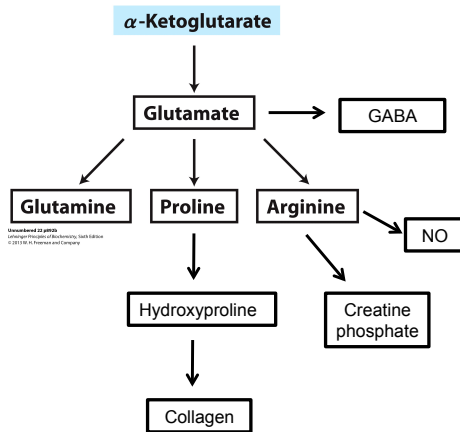 α-Ketoglutarate
Glutamate
GABA
Glutamine
Proline
Arginine
Unnumbered 22 p892b
Lehninger Principles of Biochemistry, Sixth Edition
© 2013 W. H. Freeman and Company
NO
Hydroxyproline
Creatine
phosphate
Collagen